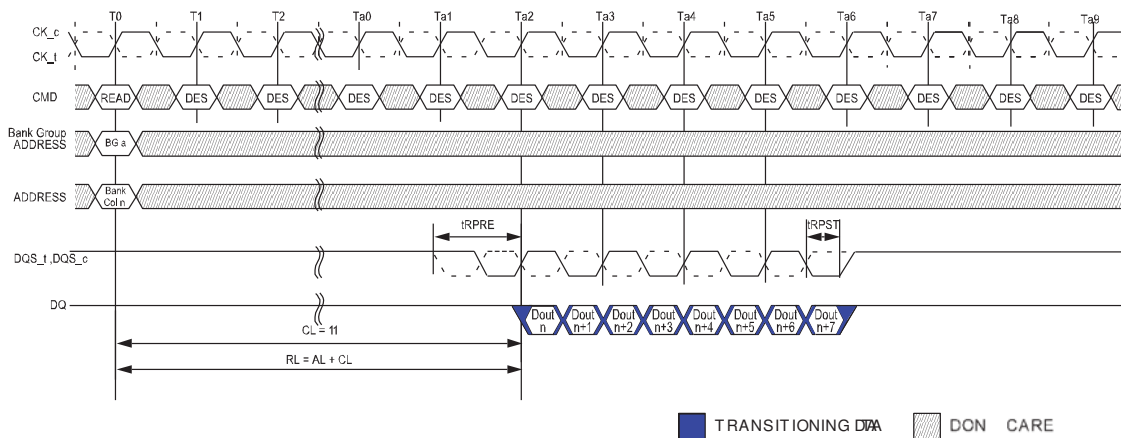 T0 T1 T2 Ta0 Ta1 Ta2 Ta3 Ta4 Ta5 Ta6 Ta7 Ta8 Ta9
CK_c
CK_t
CMD READ DES DES DES DES DES DES DES DES DES DES DES DES
Bank Group
ADDRESS BG a
ADDRESS Bank
Col n
tRPRE tRPST
DQS_t ,DQS_c
DQ Dout Dout Dout Dout Dout Dout Dout Dout
n n+1 n+2 n+3 n+4 n+5 n+6 n+7
CL = 11
RL = AL + CL
TRANSITIONING DATA DON CARE